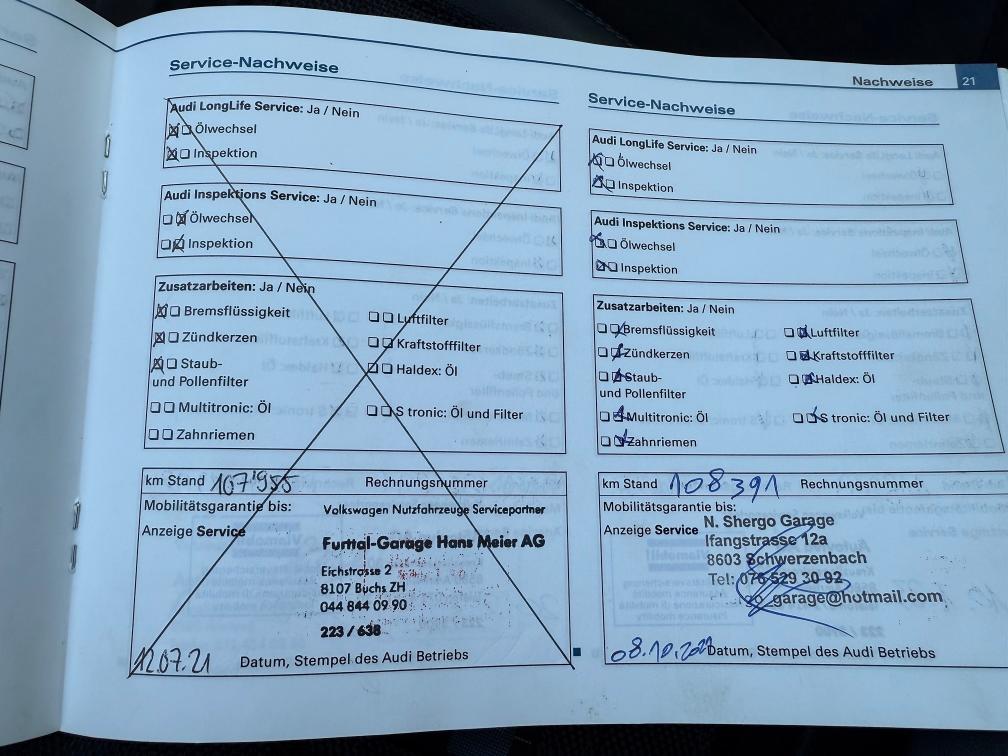 Nachweise 21
Service-Nachweise
Audi LongLife Service: Ja / Nein
Ölwechsel
Inspektion
Audi Inspektions Service: Ja / Nein
Ölwechsel
Inspektion
Zusatzarbeiten: Ja / Nein
Bremsflüssigkeit
Luftfilter
Zündkerzen
Kraftstofffilter
Staub-
und Pollenfilter
Haldex: Öl
Multitronic: Öl
S tronic: Öl und Filter
Zahnriemen
km Stand 107'955 Rechnungsnummer
Mobilitätsgarantie bis:
Anzeige Service
Volkswagen Nutzfahrzeuge Servicepartner
Furttal-Garage Hans Meier AG
Eichstrasse 2
8107 Buchs ZH
044 844 09 90
223 / 638
12.07.21 Datum, Stempel des Audi Betriebs
Service-Nachweise
Audi LongLife Service: Ja / Nein
Ölwechsel
Inspektion
Audi Inspektions Service: Ja / Nein
Ölwechsel
Inspektion
Zusatzarbeiten: Ja / Nein
Bremsflüssigkeit
Luftfilter
Zündkerzen
Kraftstofffilter
Staub-
und Pollenfilter
Haldex: Öl
Multitronic: Öl
S tronic: Öl und Filter
Zahnriemen
km Stand 108391 Rechnungsnummer
Mobilitätsgarantie bis:
Anzeige Service
N. Shergo Garage
Ifangstrasse 12a
8603 Schwerzenbach
Tel: 076 529 30 92
garage@hotmail.com
08.10.2021 Datum, Stempel des Audi Betriebs